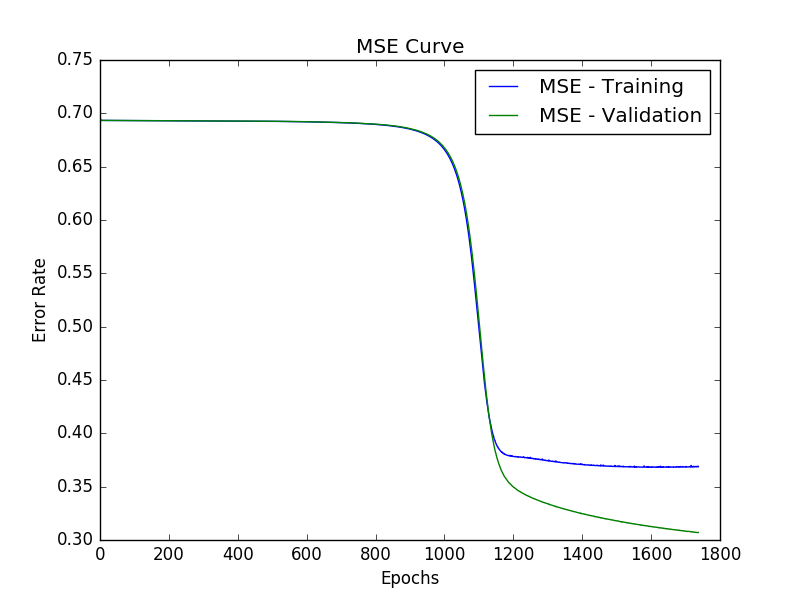 MSE Curve
MSE - Training
MSE - Validation
Error Rate
0.75
0.70
0.65
0.60
0.55
0.50
0.45
0.40
0.35
0.30
0 200 400 600 800 1000 1200 1400 1600 1800
Epochs